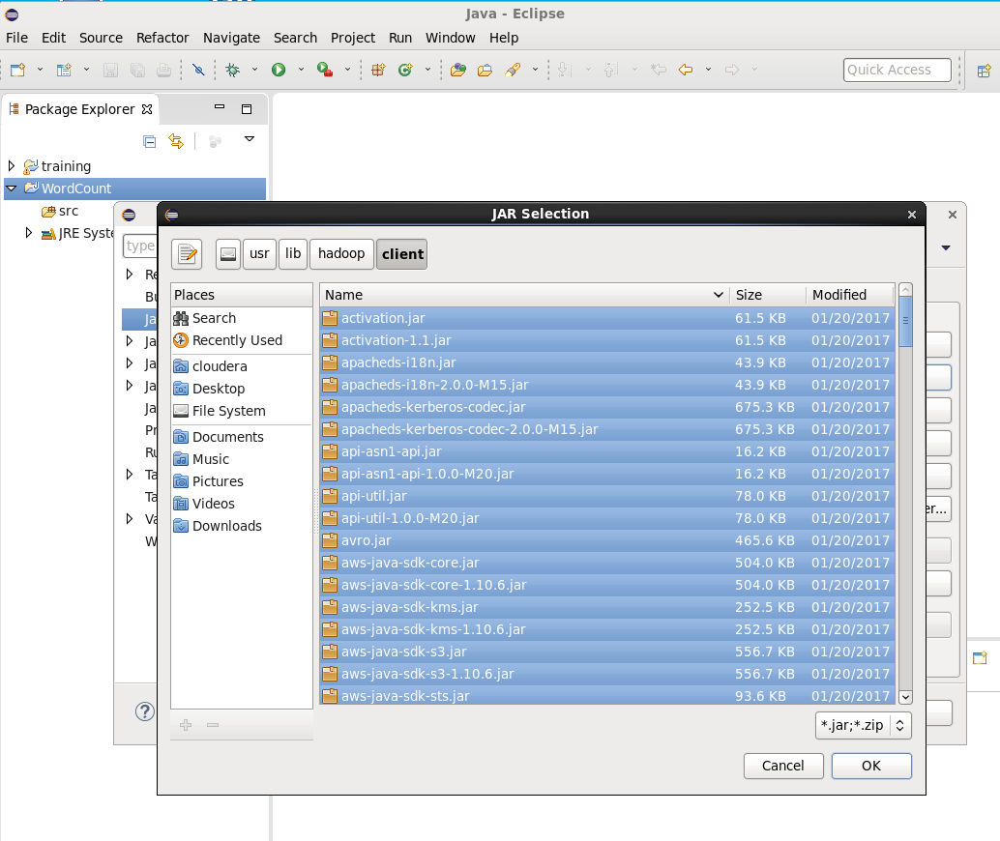 Java - Eclipse
File Edit Source Refactor Navigate Search Project Run Window Help
Quick Access
Package Explorer
training
WordCount
src
JRE Syste
type
Re
Bu
Ja
Ja
Ja
Ja
Ja
Pr
Ru
Ta
Ta
Va
W
er...
JAR Selection
usr lib hadoop client
Places
Search
Recently Used
cloudera
Desktop
File System
Documents
Music
Pictures
Videos
Downloads
Name Size Modified
activation.jar 61.5 KB 01/20/2017
activation-1.1.jar 61.5 KB 01/20/2017
apacheds-i18n.jar 43.9 KB 01/20/2017
apacheds-i18n-2.0.0-M15.jar 43.9 KB 01/20/2017
apacheds-kerberos-codec.jar 675.3 KB 01/20/2017
apacheds-kerberos-codec-2.0.0-M15.jar 675.3 KB 01/20/2017
api-asn1-api.jar 16.2 KB 01/20/2017
api-asn1-api-1.0.0-M20.jar 16.2 KB 01/20/2017
api-util.jar 78.0 KB 01/20/2017
api-util-1.0.0-M20.jar 78.0 KB 01/20/2017
avro.jar 465.6 KB 01/20/2017
aws-java-sdk-core.jar 504.0 KB 01/20/2017
aws-java-sdk-core-1.10.6.jar 504.0 KB 01/20/2017
aws-java-sdk-kms.jar 252.5 KB 01/20/2017
aws-java-sdk-kms-1.10.6.jar 252.5 KB 01/20/2017
aws-java-sdk-s3.jar 556.7 KB 01/20/2017
aws-java-sdk-s3-1.10.6.jar 556.7 KB 01/20/2017
aws-java-sdk-sts.jar 93.6 KB 01/20/2017
*.jar;*.zip
Cancel OK